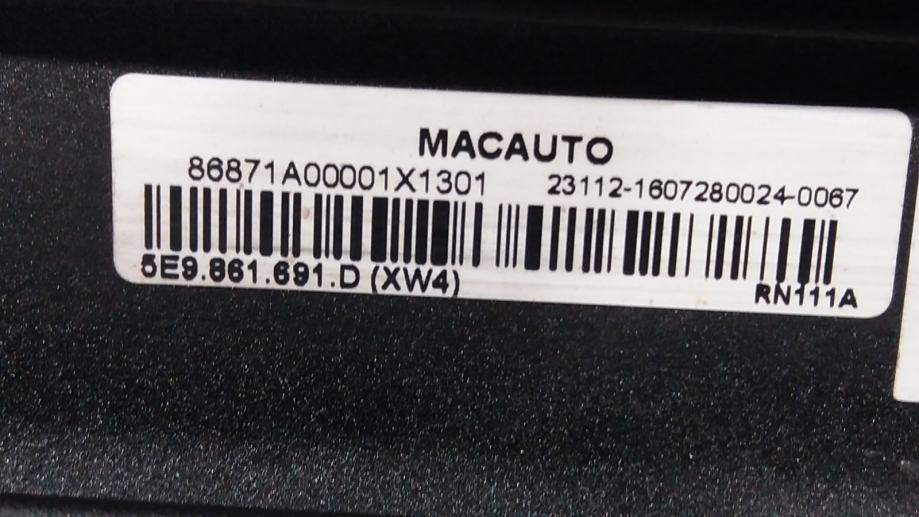 MACAUTO
86871A00001X1301 23112-1607280024-0067
5E9.861.691.D (XW4) RN111A